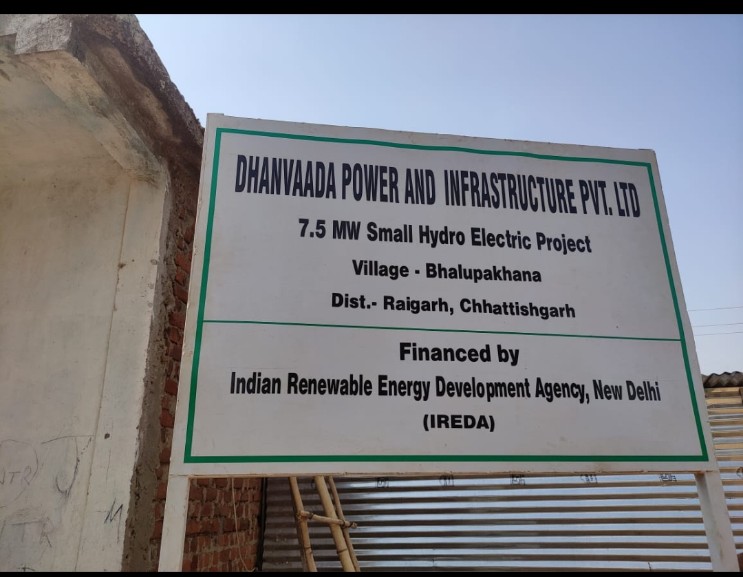 DHANVAADA POWER AND INFRASTRUCTURE PVT. LTD
7.5 MW Small Hydro Electric Project
Village - Bhalupakhana
Dist.- Raigarh, Chhattishgarh
Financed by
Indian Renewable Energy Development Agency, New Delhi
(IREDA)